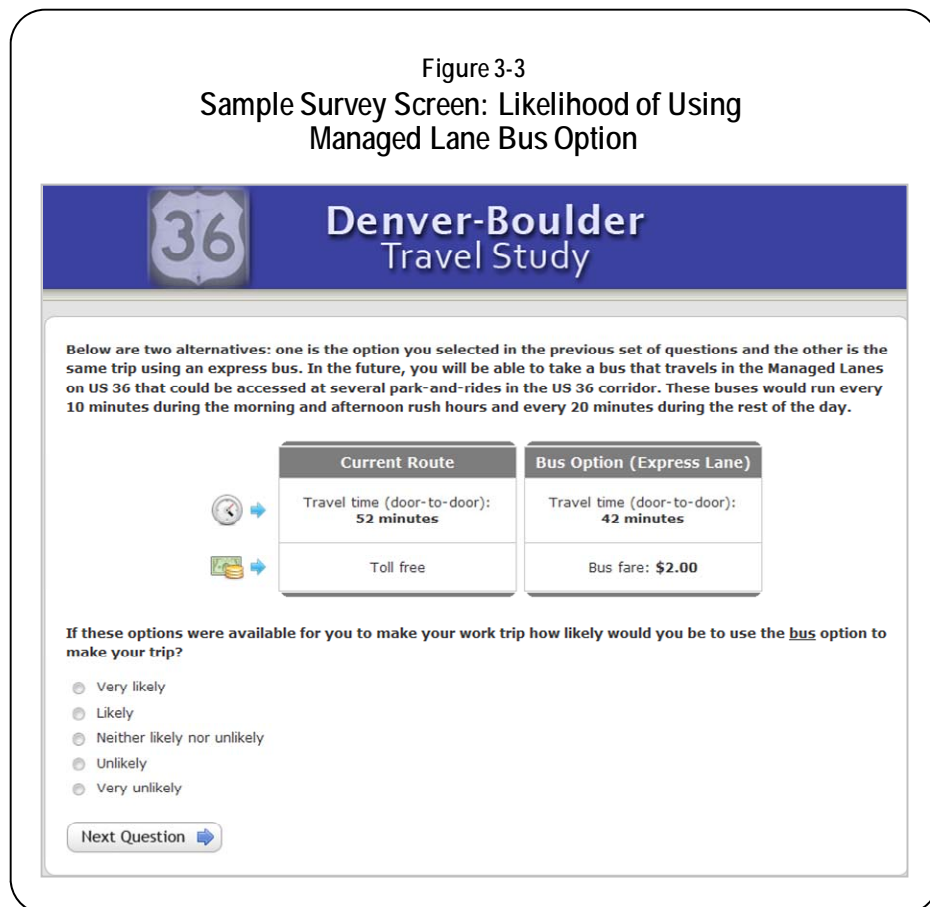 Figure 3-3
Sample Survey Screen: Likelihood of Using
Managed Lane Bus Option
36
Denver-Boulder
Travel Study
Below are two alternatives: one is the option you selected in the previous set of questions and the other is the
same trip using an express bus. In the future, you will be able to take a bus that travels in the Managed Lanes
on US 36 that could be accessed at several park-and-rides in the US 36 corridor. These buses would run every
10 minutes during the morning and afternoon rush hours and every 20 minutes during the rest of the day.
Current Route
Bus Option (Express Lane)
Travel time (door-to-door):
52 minutes
Travel time (door-to-door):
42 minutes
Toll free
Bus fare: $2.00
If these options were available for you to make your work trip how likely would you be to use the bus option to
make your trip?
Very likely
Likely
Neither likely nor unlikely
Unlikely
Very unlikely
Next Question